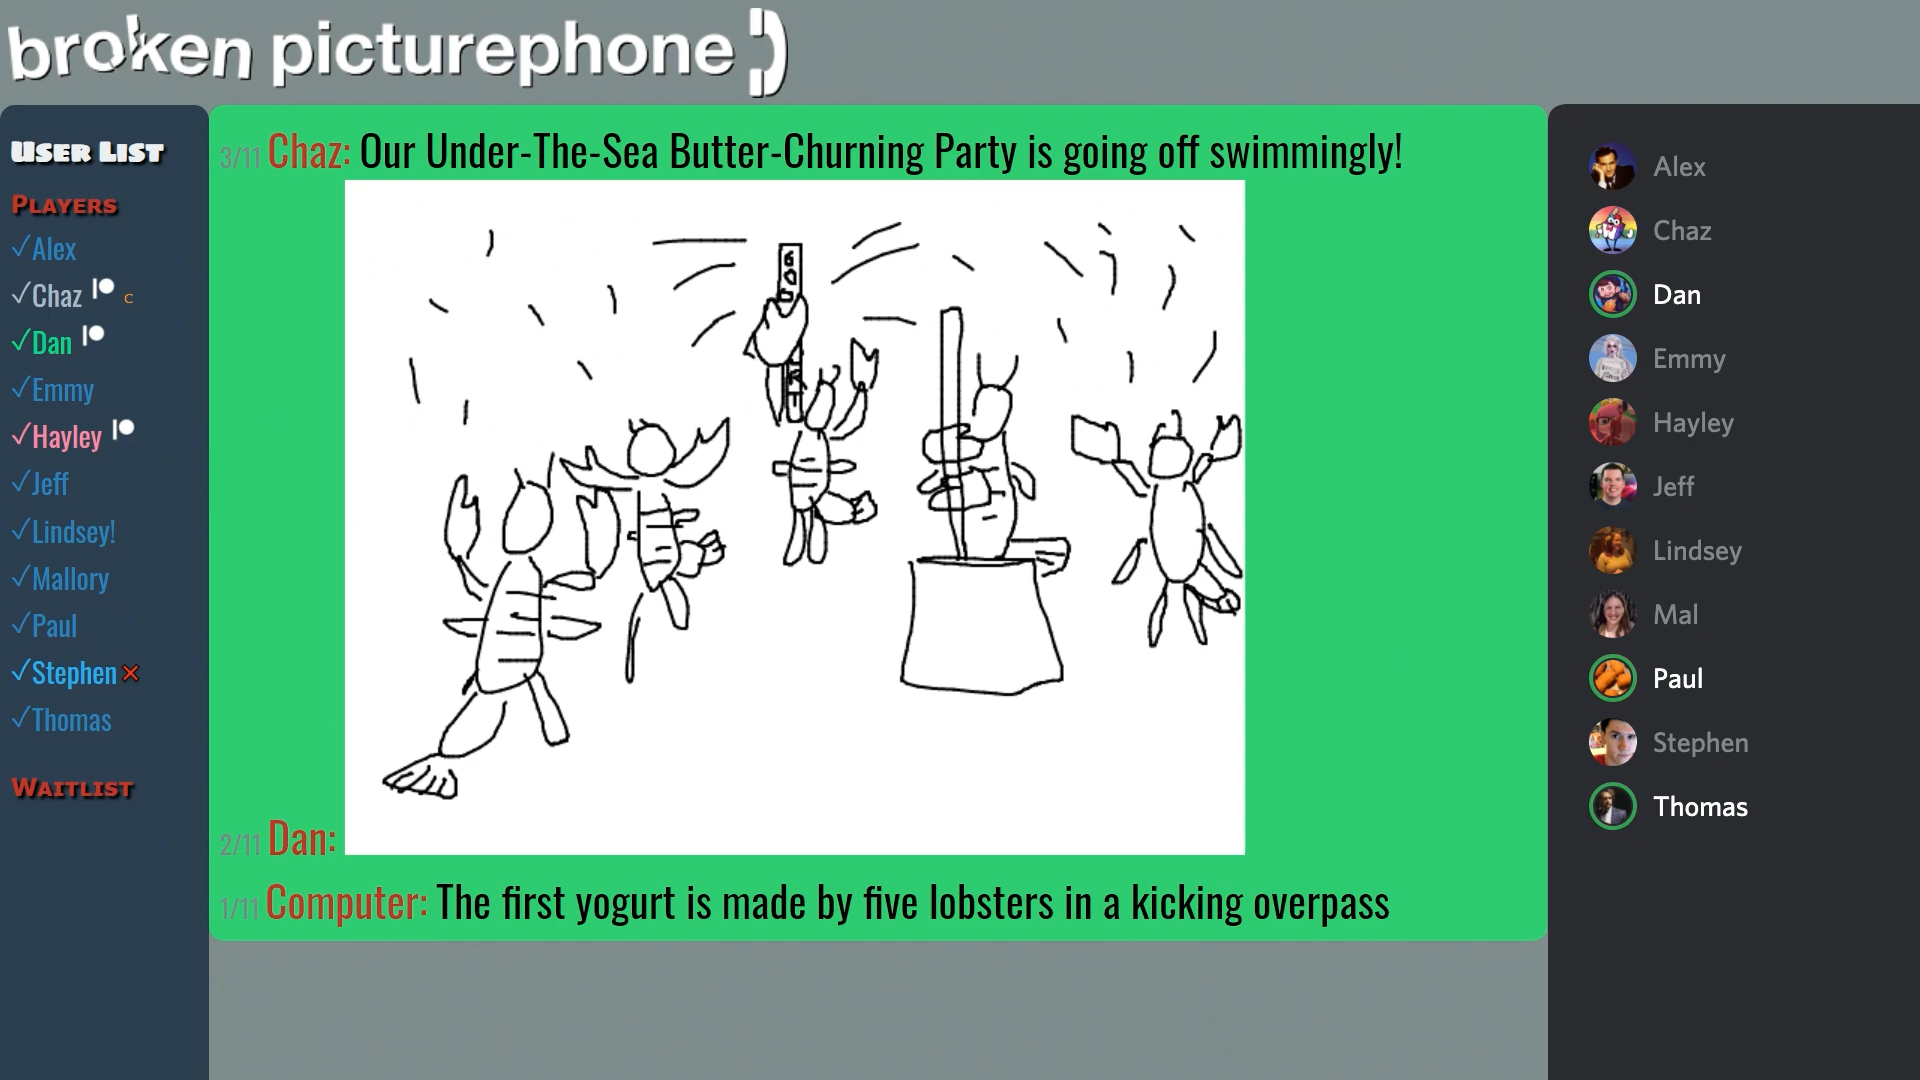 broken picturephone
User List
Players
✓Alex
✓Chaz C
✓Dan
✓Emmy
✓Hayley
✓Jeff
✓Lindsey!
✓Mallory
✓Paul
✓Stephen ✕
✓Thomas
Waitlist
3/11 Chaz: Our Under-The-Sea Butter-Churning Party is going off swimmingly!
2/11 Dan:
1/11 Computer: The first yogurt is made by five lobsters in a kicking overpass
Alex
Chaz
Dan
Emmy
Hayley
Jeff
Lindsey
Mal
Paul
Stephen
Thomas